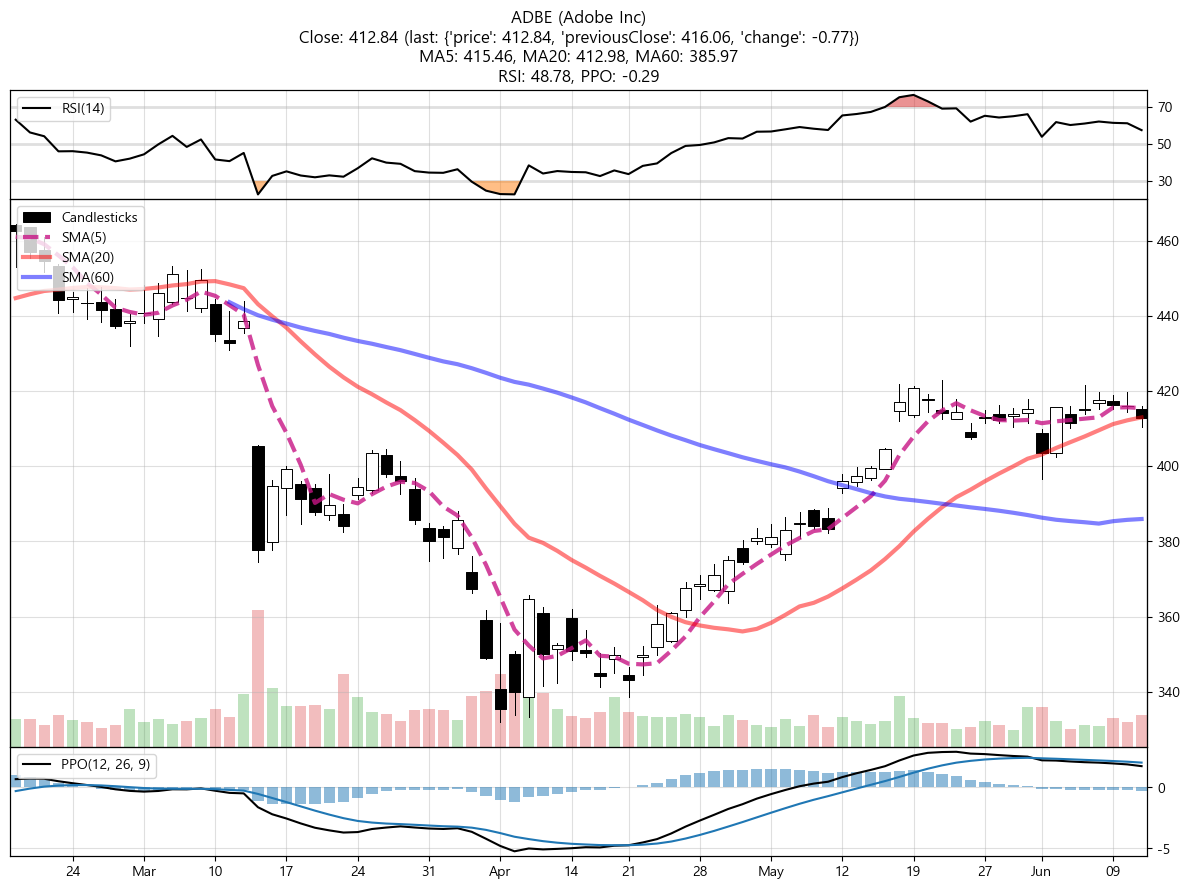 ADBE (Adobe Inc)
Close: 412.84 (last: {'price': 412.84, 'previousClose': 416.06, 'change': -0.77})
MA5: 415.46, MA20: 412.98, MA60: 385.97
RSI: 48.78, PPO: -0.29
RSI(14)
70
50
30
Candlesticks
SMA(5)
SMA(20)
SMA(60)
460
440
420
400
380
360
340
PPO(12, 26, 9)
0
-5
24 Mar 10 17 24 31 Apr 14 21 28 May 12 19 27 Jun 09